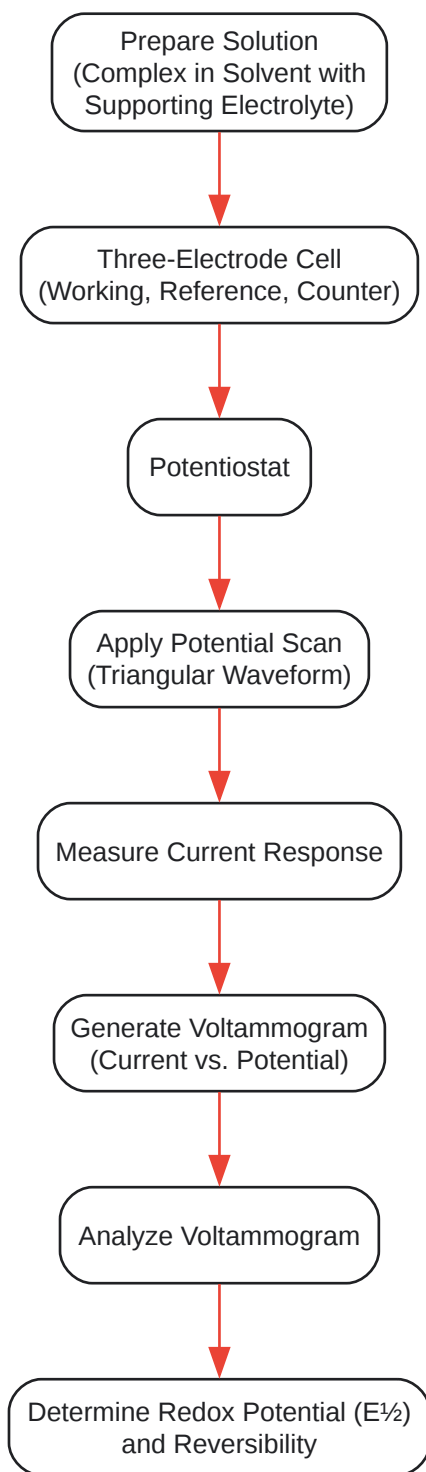 Prepare Solution
(Complex in Solvent with
Supporting Electrolyte)
Three-Electrode Cell
(Working, Reference, Counter)
Potentiostat
Apply Potential Scan
(Triangular Waveform)
Measure Current Response
Generate Voltammogram
(Current vs. Potential)
Analyze Voltammogram
Determine Redox Potential (E½)
and Reversibility